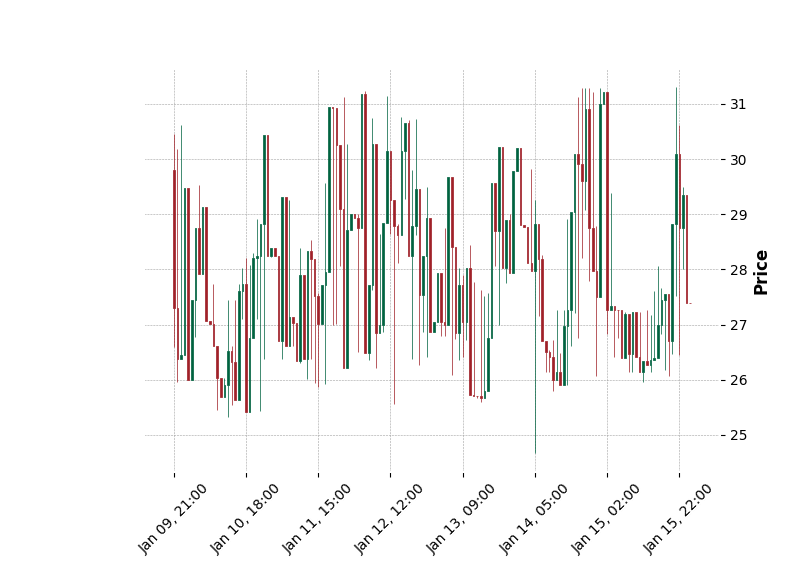 31
30
29
28
27
26
25
Price
Jan 09, 21:00
Jan 10, 18:00
Jan 11, 15:00
Jan 12, 12:00
Jan 13, 09:00
Jan 14, 05:00
Jan 15, 02:00
Jan 15, 22:00